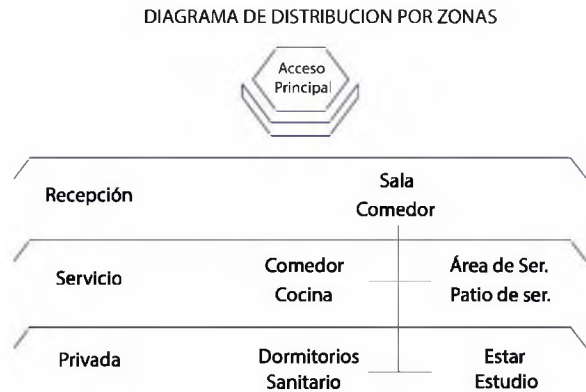 DIAGRAMA DE DISTRIBUCION POR ZONAS
Acceso
Principal
Recepción
Sala
Comedor
Servicio
Comedor
Cocina
Área de Ser.
Patio de ser.
Privada
Dormitorios
Sanitario
Estar
Estudio